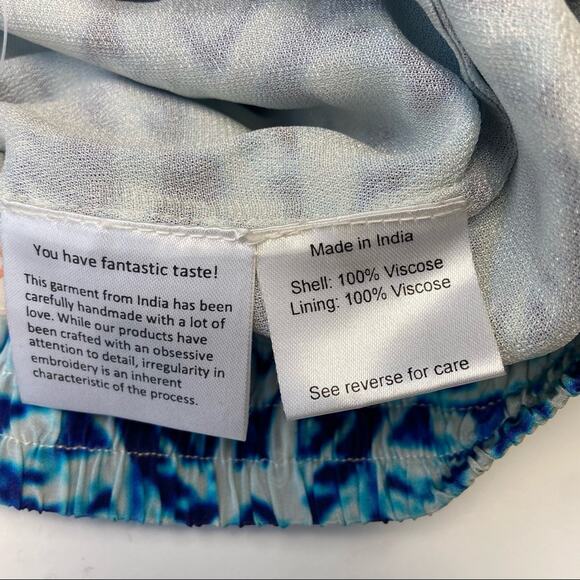 You have fantastic taste!
This garment from India has been
carefully handmade with a lot of
love. While our products have
been crafted with an obsessive
attention to detail, irregularity in
embroidery is an inherent
characteristic of the process.
Made in India
Shell: 100% Viscose
Lining: 100% Viscose
See reverse for care